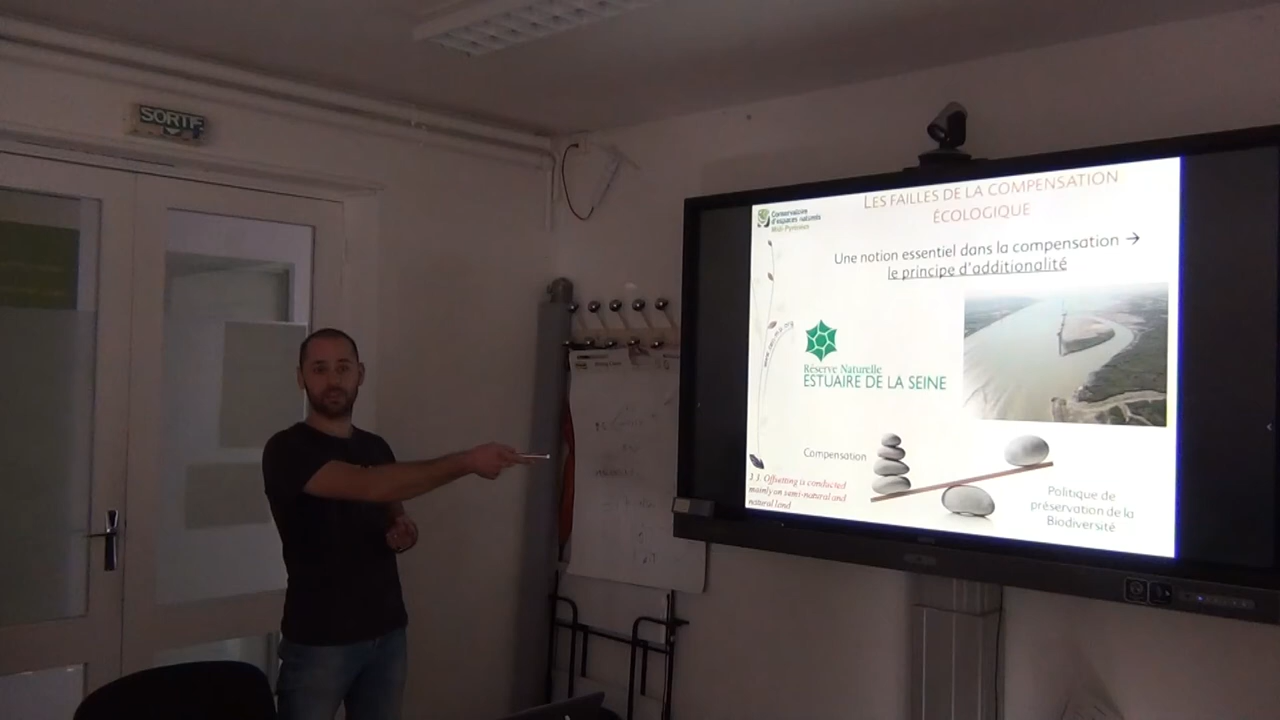 SORTIE
LES FAILLES DE LA COMPENSATION
ÉCOLOGIQUE
Conservatoire
d'espaces naturels
Midi-Pyrénées
Une notion essentiel dans la compensation →
le principe d'additionalité
Réserve Naturelle
ESTUAIRE DE LA SEINE
Compensation
3.3. Offsetting is conducted
mainly on semi-natural and
natural land
Politique de
préservation de la
Biodiversité